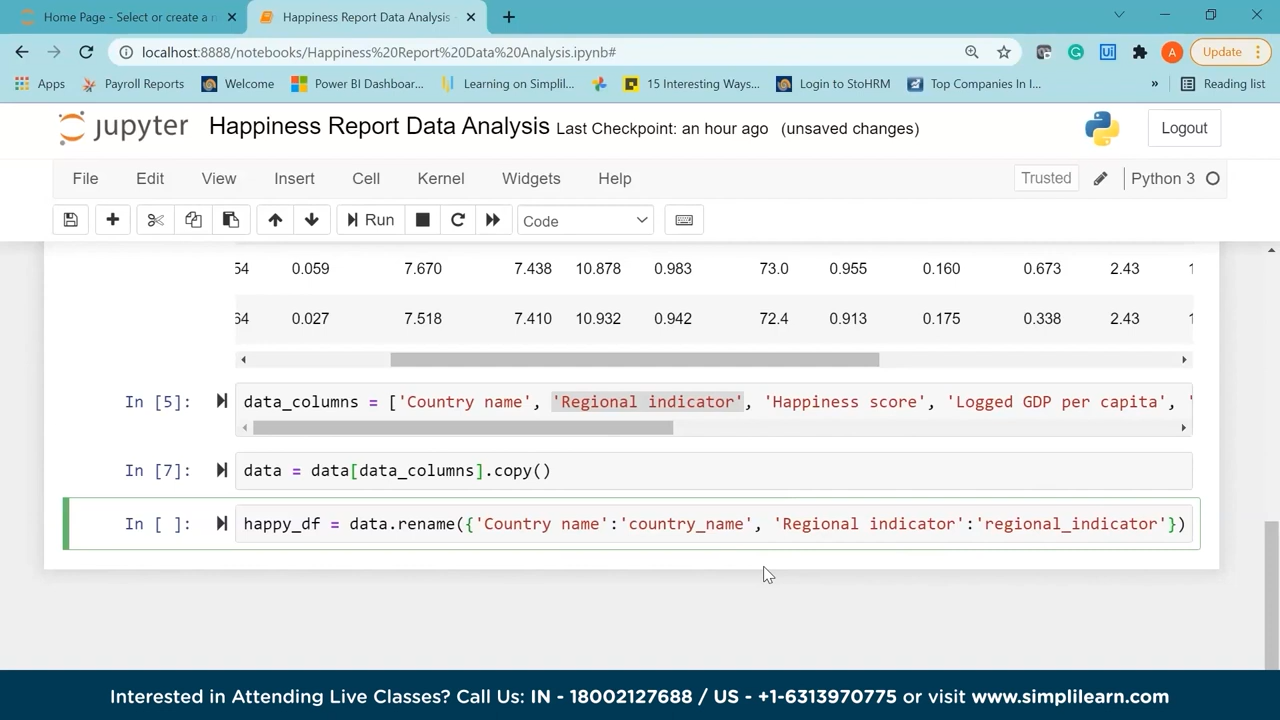 Home Page - Select or create a n
Happiness Report Data Analysis -
localhost:8888/notebooks/Happiness%20Report%20Data%20Analysis.ipynb#
A
Update
Apps
Payroll Reports
Welcome
Power BI Dashboar...
Learning on Simplil...
15 Interesting Ways...
Login to StoHRM
Top Companies In I...
»
Reading list
jupyter Happiness Report Data Analysis Last Checkpoint: an hour ago (unsaved changes)
Logout
File Edit View Insert Cell Kernel Widgets Help
Trusted
Python 3
Run
Code
54 0.059 7.670 7.438 10.878 0.983 73.0 0.955 0.160 0.673 2.43 1
64 0.027 7.518 7.410 10.932 0.942 72.4 0.913 0.175 0.338 2.43 1
In [5]: data_columns = ['Country name', 'Regional indicator', 'Happiness score', 'Logged GDP per capita', '
In [7]: data = data[data_columns].copy()
In [ ]: happy_df = data.rename({'Country name':'country_name', 'Regional indicator':'regional_indicator'})
Interested in Attending Live Classes? Call Us: IN - 18002127688 / US - +1-6313970775 or visit www.simplilearn.com